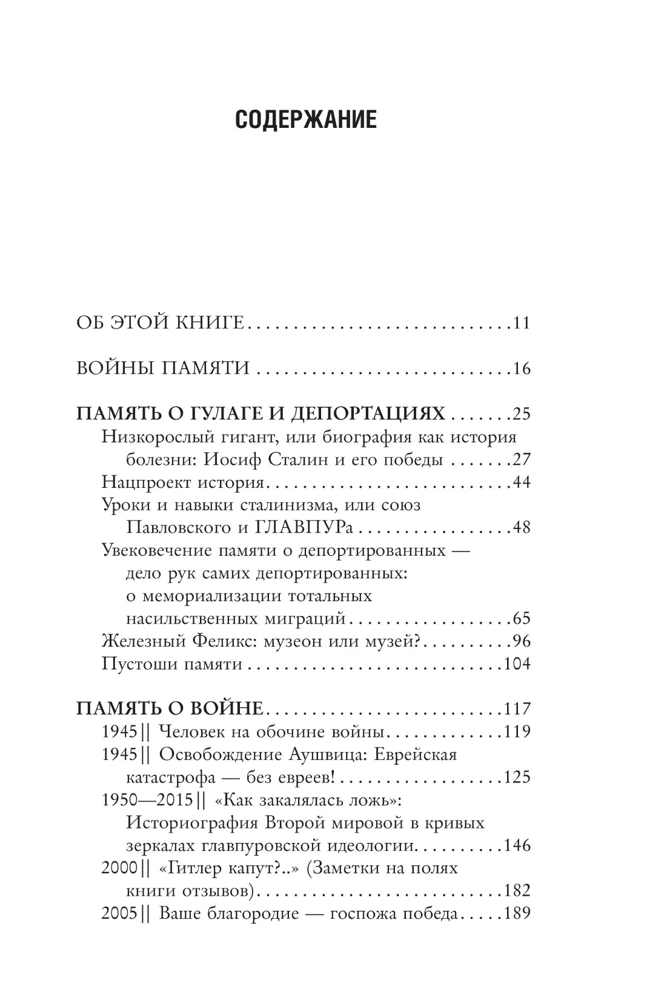 СОДЕРЖАНИЕ
ОБ ЭТОЙ КНИГЕ..............................11
ВОЙНЫ ПАМЯТИ ............................16
ПАМЯТЬ О ГУЛАГЕ И ДЕПОРТАЦИЯХ .......25
Низкорослый гигант, или биография как история
болезни: Иосиф Сталин и его победы .......27
Нацпроект история...........................44
Уроки и навыки сталинизма, или союз
Павловского и ГЛАВПУРа .................48
Увековечение памяти о депортированных —
дело рук самих депортированных:
о мемориализации тотальных
насильственных миграций..................65
Железный Феликс: музеон или музей?..........96
Пустоши памяти ............................104
ПАМЯТЬ О ВОЙНЕ..........................117
1945|| Человек на обочине войны.............119
1945|| Освобождение Аушвица: Еврейская
катастрофа — без евреев!..................125
1950—2015|| «Как закалялась ложь»:
Историография Второй мировой в кривых
зеркалах главпуровской идеологии..........146
2000|| «Гитлер капут?..» (Заметки на полях
книги отзывов)...........................182
2005|| Ваше благородие — госпожа победа.....189